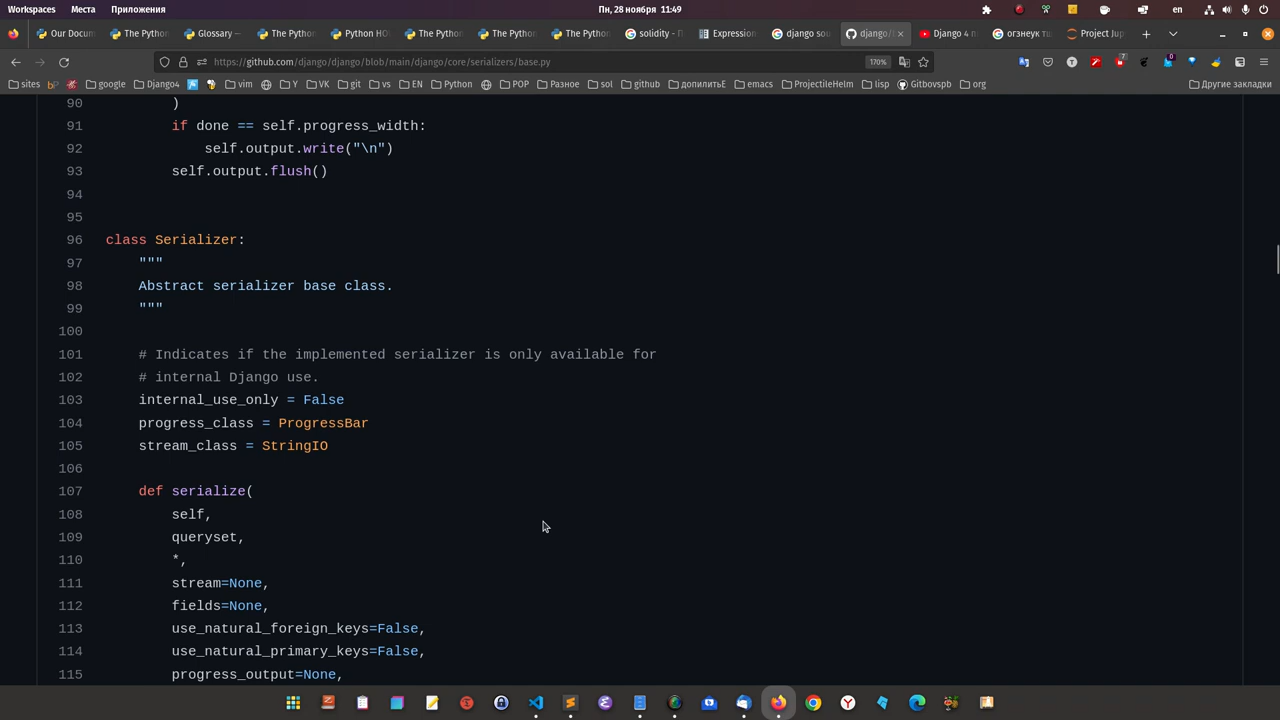 Workspaces Места Приложения Пн, 28 ноября 11:49 en
Our Docum The Python Glossary — The Python Python HO The Python The Python The Python solidity - П Expression django sou django/ Django 4 п огзнеук тщ Project Jup
https://github.com/django/django/blob/main/django/core/serializers/base.py 170%
sites google Django4 vim Y VK git vs EN Python POP Разное sol github допилитьE emacs ProjectileHelm lisp Gitbovspb org Другие закладки
90 )
91 if done == self.progress_width:
92 self.output.write("\n")
93 self.output.flush()
94
95
96 class Serializer:
97 """
98 Abstract serializer base class.
99 """
100
101 # Indicates if the implemented serializer is only available for
102 # internal Django use.
103 internal_use_only = False
104 progress_class = ProgressBar
105 stream_class = StringIO
106
107 def serialize(
108 self,
109 queryset,
110 *,
111 stream=None,
112 fields=None,
113 use_natural_foreign_keys=False,
114 use_natural_primary_keys=False,
115 progress_output=None,